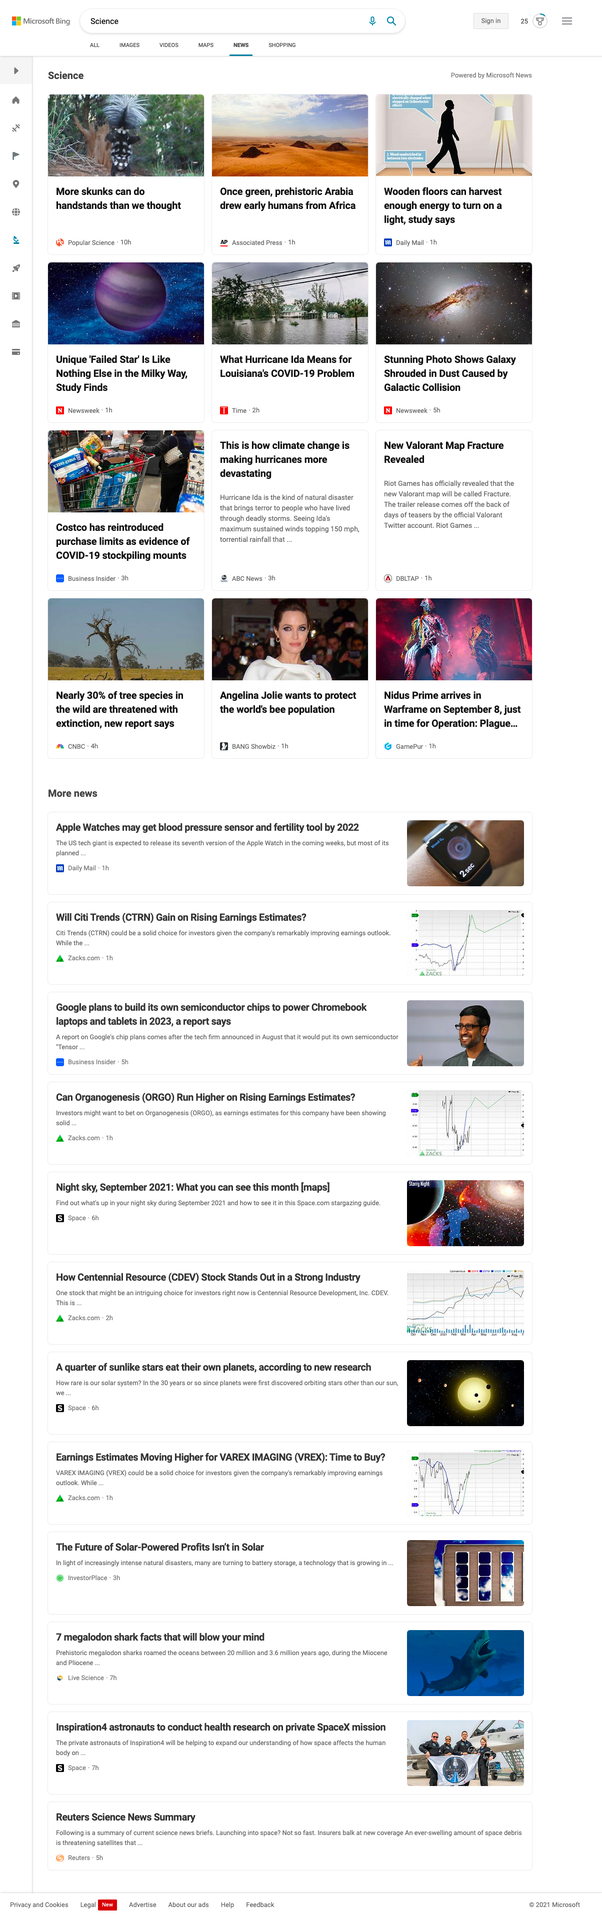 Microsoft Bing
Science
Sign in
25
ALL IMAGES VIDEOS MAPS NEWS SHOPPING
Science
Powered by Microsoft News
More skunks can do
handstands than we thought
Popular Science · 10h
Once green, prehistoric Arabia
drew early humans from Africa
AP Associated Press · 1h
Wooden floors can harvest
enough energy to turn on a
light, study says
Daily Mail · 1h
Unique 'Failed Star' Is Like
Nothing Else in the Milky Way,
Study Finds
N Newsweek · 1h
What Hurricane Ida Means for
Louisiana's COVID-19 Problem
T Time · 2h
Stunning Photo Shows Galaxy
Shrouded in Dust Caused by
Galactic Collision
N Newsweek · 5h
Costco has reintroduced
purchase limits as evidence of
COVID-19 stockpiling mounts
Business Insider · 3h
This is how climate change is
making hurricanes more
devastating
Hurricane Ida is the kind of natural disaster
that brings terror to people who have lived
through deadly storms. Seeing Ida's
maximum sustained winds topping 150 mph,
torrential rainfall that ...
ABC News · 3h
New Valorant Map Fracture
Revealed
Riot Games has officially revealed that the
new Valorant map will be called Fracture.
The trailer release comes off the back of
days of teasers by the official Valorant
Twitter account. Riot Games ...
DBLTAP · 1h
Nearly 30% of tree species in
the wild are threatened with
extinction, new report says
CNBC · 4h
Angelina Jolie wants to protect
the world's bee population
BANG Showbiz · 1h
Nidus Prime arrives in
Warframe on September 8, just
in time for Operation: Plague...
GamePur · 1h
More news
Apple Watches may get blood pressure sensor and fertility tool by 2022
The US tech giant is expected to release its seventh version of the Apple Watch in the coming weeks, but most of its
planned ...
Daily Mail · 1h
2 sec
Will Citi Trends (CTRN) Gain on Rising Earnings Estimates?
Citi Trends (CTRN) could be a solid choice for investors given the company's remarkably improving earnings outlook.
While the ...
Zacks.com · 1h
ZACKS
Google plans to build its own semiconductor chips to power Chromebook
laptops and tablets in 2023, a report says
A report on Google's chip plans comes after the tech firm announced in August that it would put its own semiconductor
"Tensor ...
Business Insider · 5h
Can Organogenesis (ORGO) Run Higher on Rising Earnings Estimates?
Investors might want to bet on Organogenesis (ORGO), as earnings estimates for this company have been showing
solid ...
Zacks.com · 1h
ZACKS
Night sky, September 2021: What you can see this month [maps]
Find out what's up in your night sky during September 2021 and how to see it in this Space.com stargazing guide.
S Space · 6h
Starry Night
How Centennial Resource (CDEV) Stock Stands Out in a Strong Industry
One stock that might be an intriguing choice for investors right now is Centennial Resource Development, Inc. CDEV.
This is ...
Zacks.com · 2h
A quarter of sunlike stars eat their own planets, according to new research
How rare is our solar system? In the 30 years or so since planets were first discovered orbiting stars other than our sun,
we ...
S Space · 6h
Earnings Estimates Moving Higher for VAREX IMAGING (VREX): Time to Buy?
VAREX IMAGING (VREX) could be a solid choice for investors given the company's remarkably improving earnings
outlook. While ...
Zacks.com · 1h
ZACKS
The Future of Solar-Powered Profits Isn't in Solar
In light of increasingly intense natural disasters, many are turning to battery storage, a technology that is growing in ...
InvestorPlace · 3h
7 megalodon shark facts that will blow your mind
Prehistoric megalodon sharks roamed the oceans between 20 million and 3.6 million years ago, during the Miocene
and Pliocene ...
Live Science · 7h
Inspiration4 astronauts to conduct health research on private SpaceX mission
The private astronauts of Inspiration4 will be helping to expand our understanding of how space affects the human
body on ...
S Space · 7h
Reuters Science News Summary
Following is a summary of current science news briefs. Launching into space? Not so fast. Insurers balk at new coverage An ever-swelling amount of space debris
is threatening satellites that ...
Reuters · 5h
Privacy and Cookies Legal New Advertise About our ads Help Feedback
© 2021 Microsoft